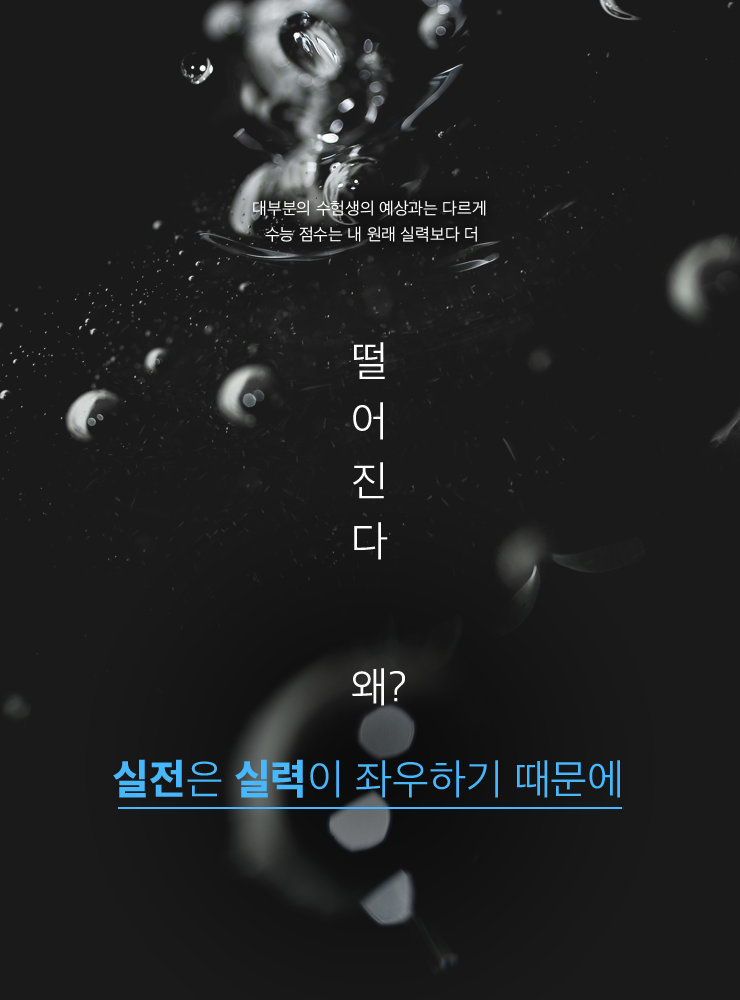 대부분의 수험생의 예상과는 다르게
수능 점수는 내 원래 실력보다 더
떨
어
진
다
왜?
실전은 실력이 좌우하기 때문에